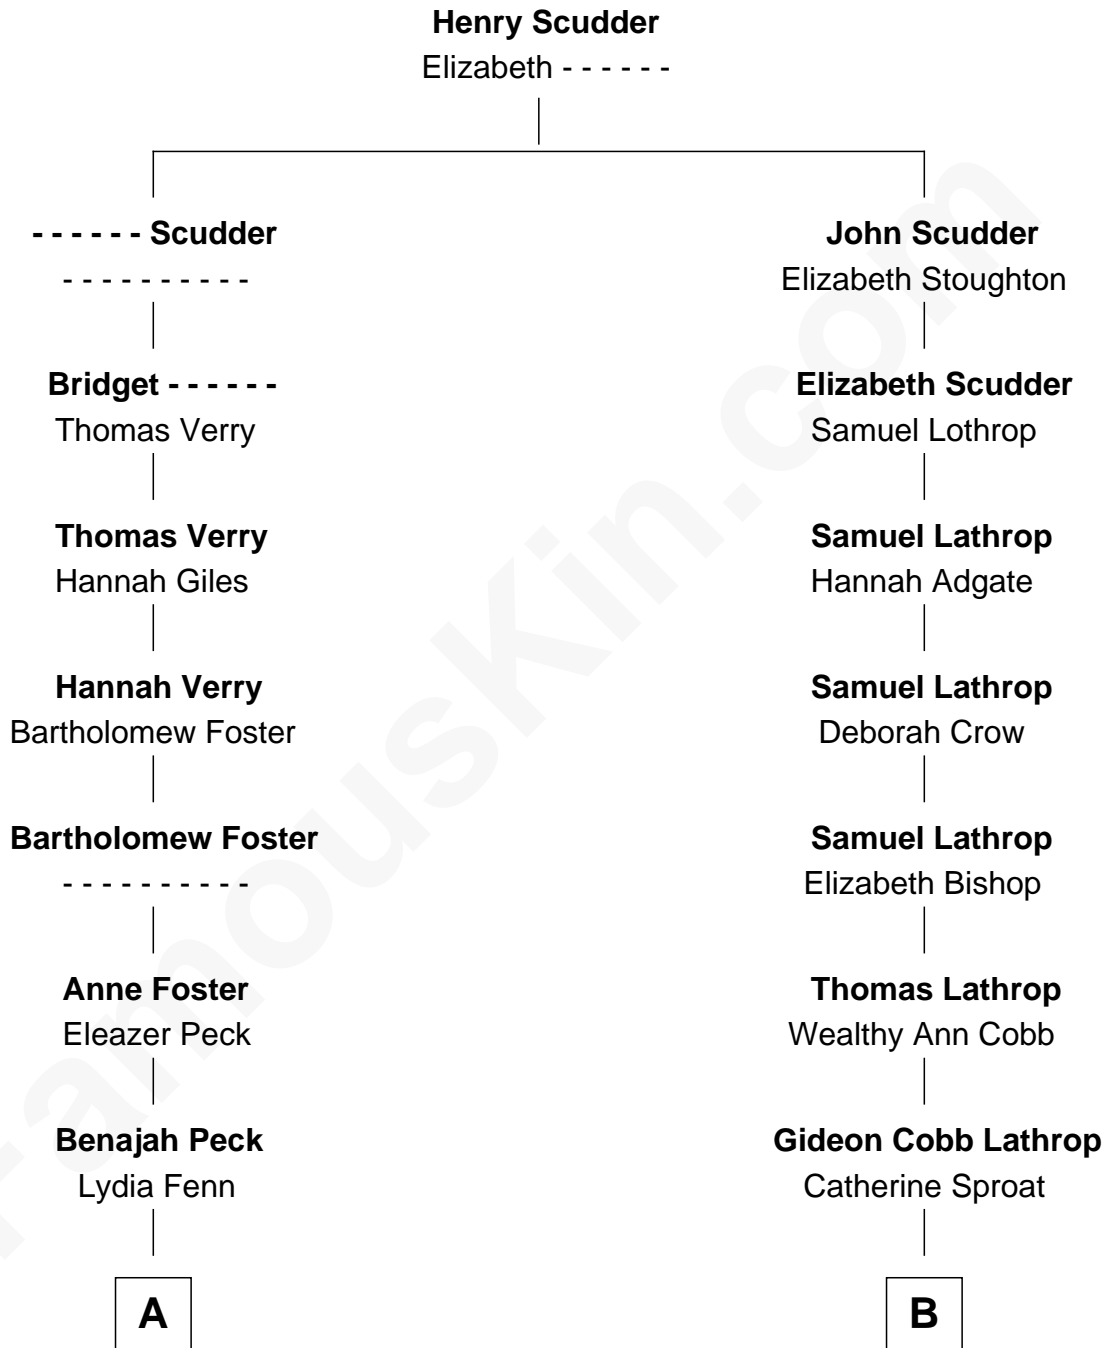 Henry Scudder
Elizabeth - - - - - -
- - - - - - Scudder
- - - - - - - - - -
John Scudder
Elizabeth Stoughton
Bridget - - - - - -
Thomas Verry
Elizabeth Scudder
Samuel Lothrop
Thomas Verry
Hannah Giles
Samuel Lathrop
Hannah Adgate
Hannah Verry
Bartholomew Foster
Samuel Lathrop
Deborah Crow
Bartholomew Foster
- - - - - - - - - -
Samuel Lathrop
Elizabeth Bishop
Anne Foster
Eleazer Peck
Thomas Lathrop
Wealthy Ann Cobb
Benajah Peck
Lydia Fenn
Gideon Cobb Lathrop
Catherine Sproat
A
B
FamousKin.com